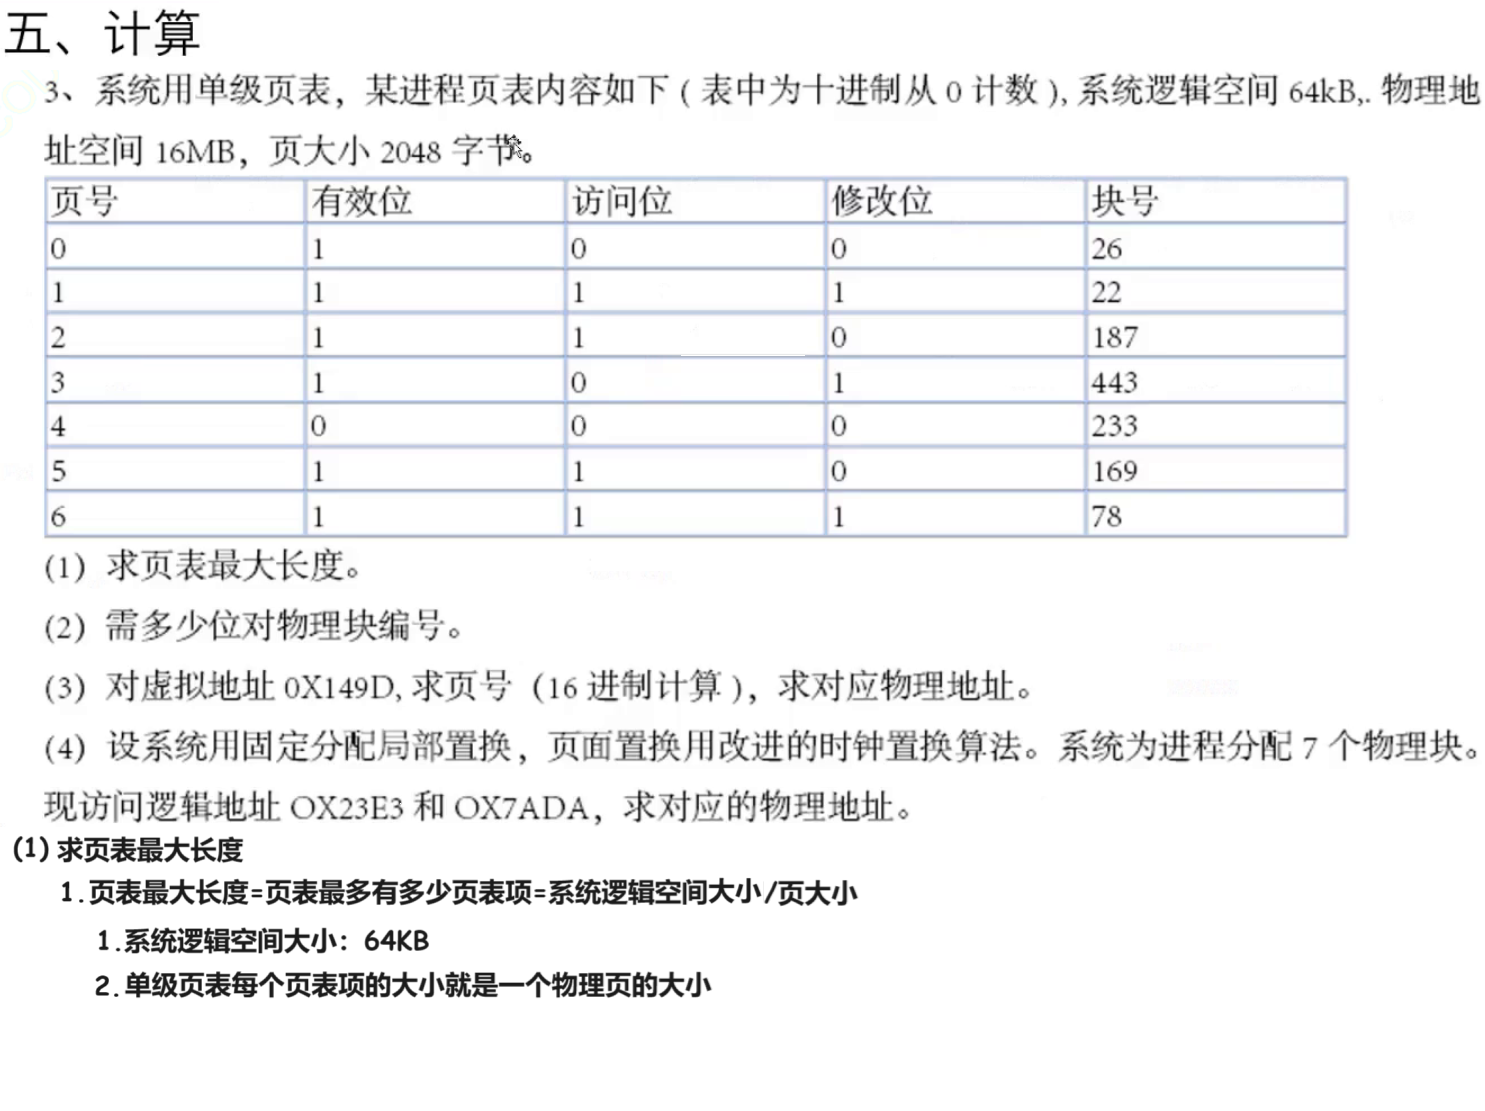 五、计算
3、系统用单级页表，某进程页表内容如下 ( 表中为十进制从 0 计数 ), 系统逻辑空间 64kB,. 物理地
址空间 16MB，页大小 2048 字节。
页号 有效位 访问位 修改位 块号
0 1 0 0 26
1 1 1 1 22
2 1 1 0 187
3 1 0 1 443
4 0 0 0 233
5 1 1 0 169
6 1 1 1 78
(1) 求页表最大长度。
(2) 需多少位对物理块编号。
(3) 对虚拟地址 0X149D, 求页号（16 进制计算 )，求对应物理地址。
(4) 设系统用固定分配局部置换，页面置换用改进的时钟置换算法。系统为进程分配 7 个物理块。
现访问逻辑地址 OX23E3 和 OX7ADA，求对应的物理地址。
(1) 求页表最大长度
1.页表最大长度=页表最多有多少页表项=系统逻辑空间大小/页大小
1.系统逻辑空间大小：64KB
2.单级页表每个页表项的大小就是一个物理页的大小